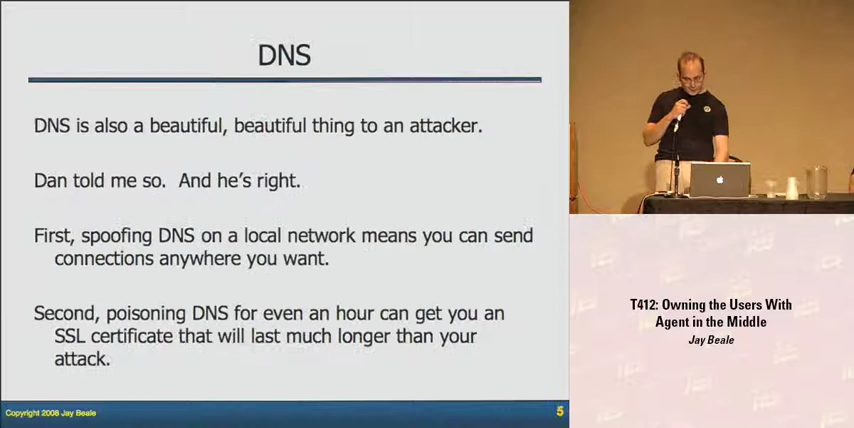 DNS
DNS is also a beautiful, beautiful thing to an attacker.
Dan told me so. And he's right.
First, spoofing DNS on a local network means you can send
connections anywhere you want.
Second, poisoning DNS for even an hour can get you an
SSL certificate that will last much longer than your
attack.
Copyright 2008 Jay Beale
5
T412: Owning the Users With
Agent in the Middle
Jay Beale